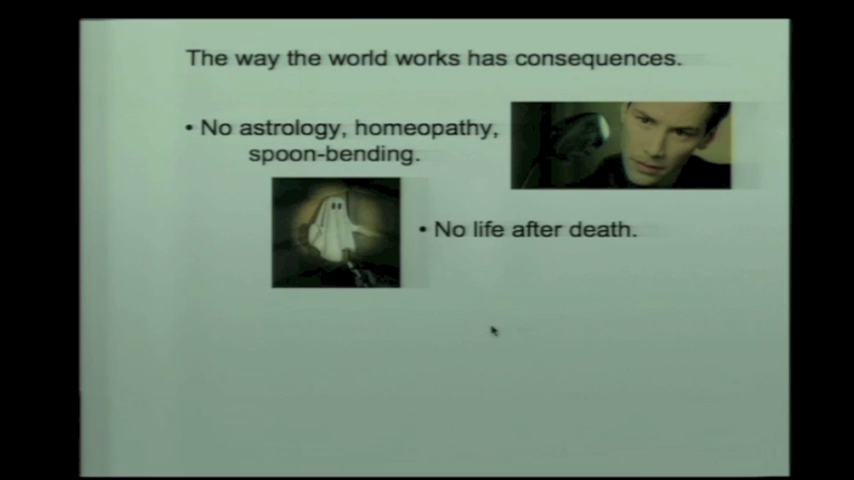 The way the world works has consequences.
• No astrology, homeopathy,
spoon-bending.
• No life after death.